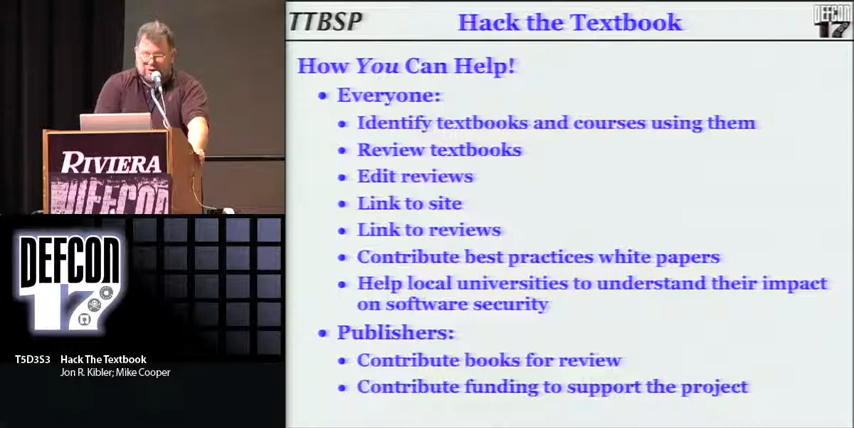 TTBSP
Hack the Textbook
DEFCON
17
How You Can Help!
• Everyone:
• Identify textbooks and courses using them
• Review textbooks
• Edit reviews
• Link to site
• Link to reviews
• Contribute best practices white papers
• Help local universities to understand their impact
on software security
• Publishers:
• Contribute books for review
• Contribute funding to support the project
RIVIERA
DEFCON
DEFCON
17
T5D3S3 Hack The Textbook
Jon R. Kibler; Mike Cooper